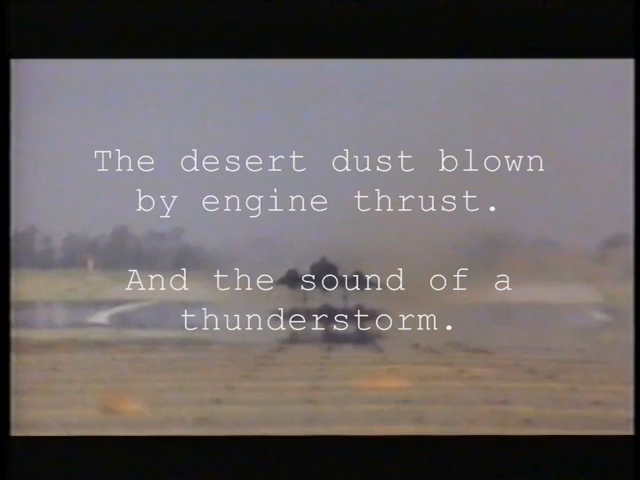 The desert dust blown
by engine thrust.
And the sound of a
thunderstorm.